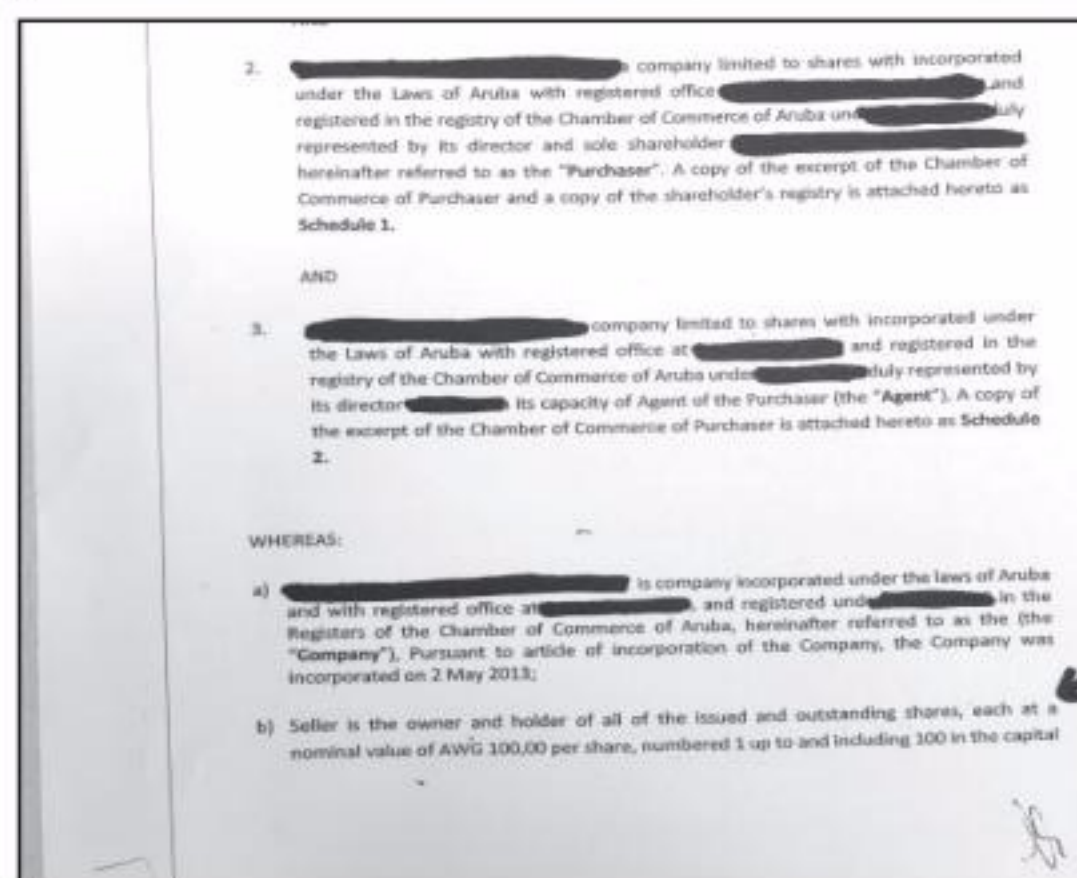 2. company limited to shares with incorporated
under the Laws of Aruba with registered office and
registered in the registry of the Chamber of Commerce of Aruba und duly
represented by its director and sole shareholder
hereinafter referred to as the "Purchaser". A copy of the excerpt of the Chamber of
Commerce of Purchaser and a copy of the shareholder's registry is attached hereto as
Schedule 1.
AND
3. company limited to shares with incorporated under
the Laws of Aruba with registered office at and registered in the
registry of the Chamber of Commerce of Aruba unde duly represented by
its director its capacity of Agent of the Purchaser (the "Agent"). A copy of
the excerpt of the Chamber of Commerce of Purchaser is attached hereto as Schedule
2.
WHEREAS:
a) is company incorporated under the laws of Aruba
and with registered office at , and registered unde in the
Registers of the Chamber of Commerce of Aruba, hereinafter referred to as the (the
"Company"). Pursuant to article of incorporation of the Company, the Company was
incorporated on 2 May 2013;
b) Seller is the owner and holder of all of the issued and outstanding shares, each at a
nominal value of AWG 100,00 per share, numbered 1 up to and including 100 in the capital